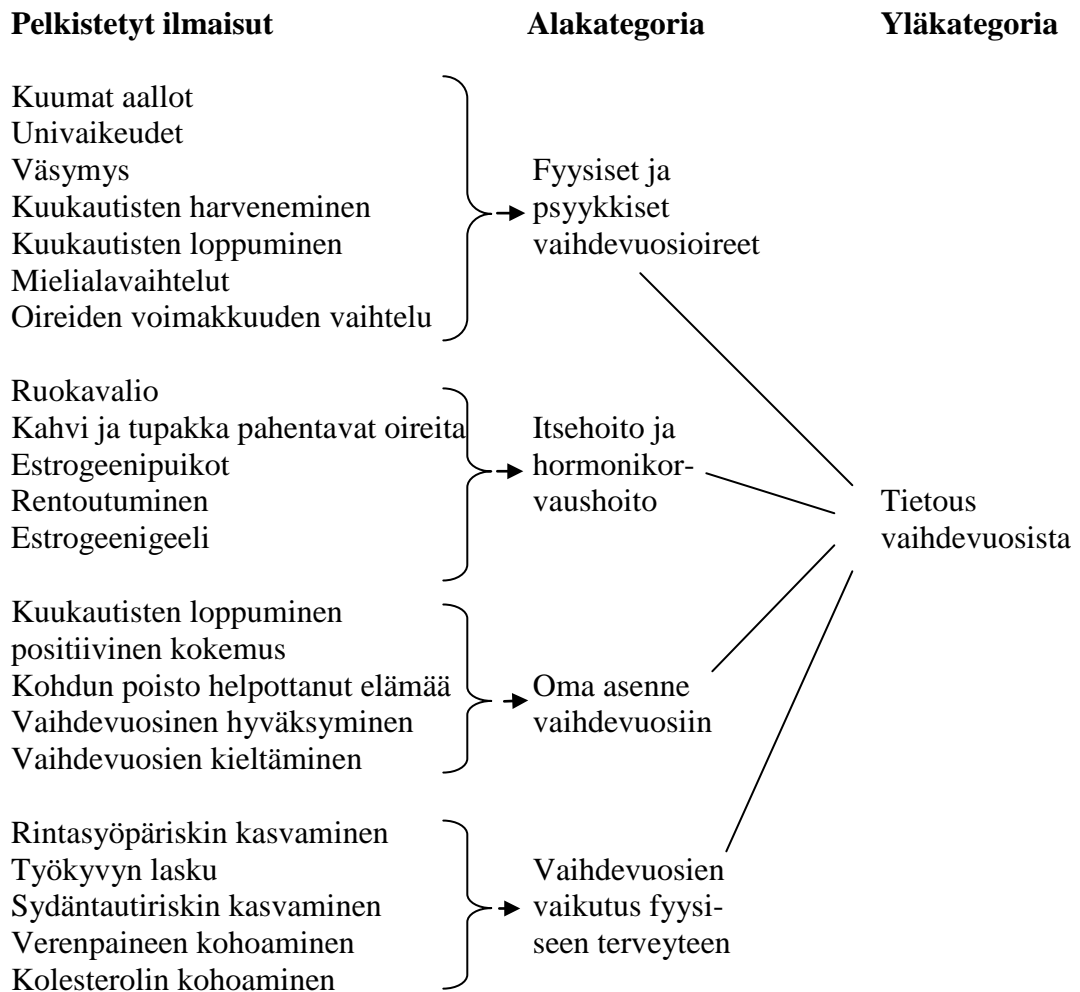 Pelkistetyt ilmaisut Alakategoria Yläkategoria
Kuumat aallot
Univaikeudet
Väsymys
Kuukautisten harveneminen
Kuukautisten loppuminen
Mielialavaihtelut
Oireiden voimakkuuden vaihtelu
Fyysiset ja
psyykkiset
vaihdevuosioireet
Ruokavalio
Kahvi ja tupakka pahentavat oireita
Estrogeenipuikot
Rentoutuminen
Estrogeenigeeli
Itsehoito ja
hormonikor-
vaushoito
Kuukautisten loppuminen
positiivinen kokemus
Kohdun poisto helpottanut elämää
Vaihdevuosinen hyväksyminen
Vaihdevuosien kieltäminen
Oma asenne
vaihdevuosiin
Rintasyöpäriskin kasvaminen
Työkyvyn lasku
Sydäntautiriskin kasvaminen
Verenpaineen kohoaminen
Kolesterolin kohoaminen
Vaihdevuosien
vaikutus fyysi-
seen terveyteen
Tietous
vaihdevuosista